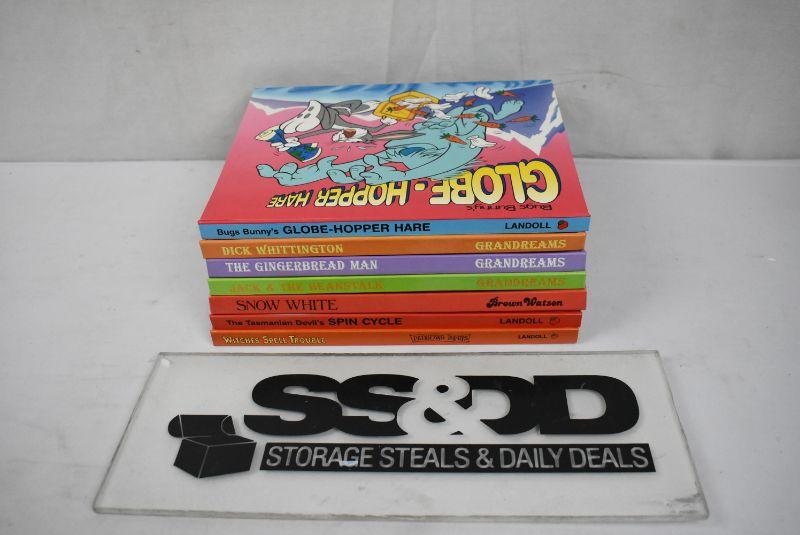 Bugs Bunny's
GLOBE-HOPPER HARE
Bugs Bunny's GLOBE-HOPPER HARE LANDOLL
DICK WHITTINGTON GRANDREAMS
THE GINGERBREAD MAN GRANDREAMS
JACK & THE BEANSTALK GRANDREAMS
SNOW WHITE Brown Watson
The Tasmanian Devil's SPIN CYCLE LANDOLL
WITCHES SPELL TROUBLE LANDOLL
SS&DD
STORAGE STEALS & DAILY DEALS